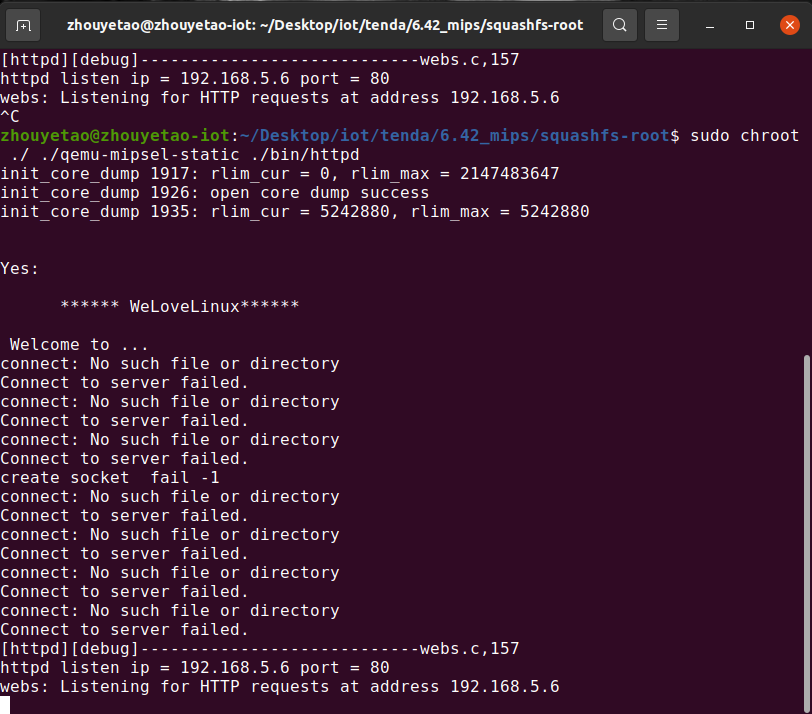 zhouyetao@zhouyetao-iot: ~/Desktop/iot/tenda/6.42_mips/squashfs-root
[httpd][debug]----------------------------webs.c,157
httpd listen ip = 192.168.5.6 port = 80
webs: Listening for HTTP requests at address 192.168.5.6
^C
zhouyetao@zhouyetao-iot:~/Desktop/iot/tenda/6.42_mips/squashfs-root$ sudo chroot
 ./ ./qemu-mipsel-static ./bin/httpd
init_core_dump 1917: rlim_cur = 0, rlim_max = 2147483647
init_core_dump 1926: open core dump success
init_core_dump 1935: rlim_cur = 5242880, rlim_max = 5242880
Yes:
      ****** WeLoveLinux******
 Welcome to ...
connect: No such file or directory
Connect to server failed.
connect: No such file or directory
Connect to server failed.
connect: No such file or directory
Connect to server failed.
create socket  fail -1
connect: No such file or directory
Connect to server failed.
connect: No such file or directory
Connect to server failed.
connect: No such file or directory
Connect to server failed.
connect: No such file or directory
Connect to server failed.
[httpd][debug]----------------------------webs.c,157
httpd listen ip = 192.168.5.6 port = 80
webs: Listening for HTTP requests at address 192.168.5.6